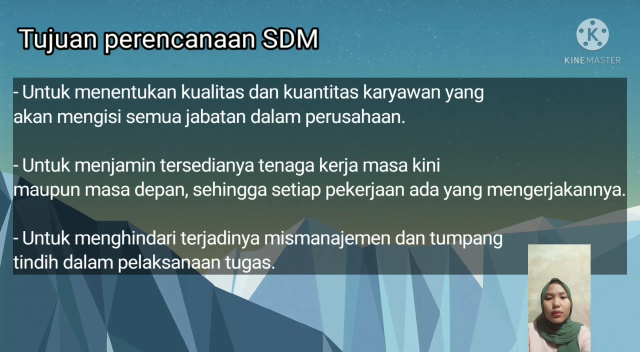 Tujuan perencanaan SDM
KINEMASTER
- Untuk menentukan kualitas dan kuantitas karyawan yang
akan mengisi semua jabatan dalam perusahaan.
- Untuk menjamin tersedianya tenaga kerja masa kini
maupun masa depan, sehingga setiap pekerjaan ada yang mengerjakannya.
- Untuk menghindari terjadinya mismanajemen dan tumpang
tindih dalam pelaksanaan tugas.